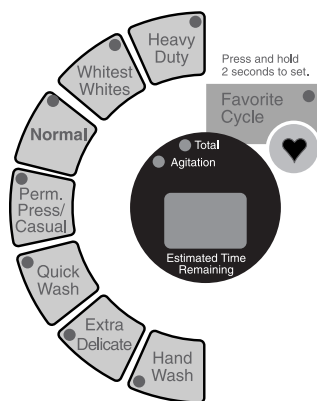 Heavy
Duty
Whitest
Whites
Normal
Perm.
Press/
Casual
Quick
Wash
Extra
Delicate
Hand
Wash
Press and hold
2 seconds to set.
Favorite
Cycle
Total
Agitation
Estimated Time
Remaining